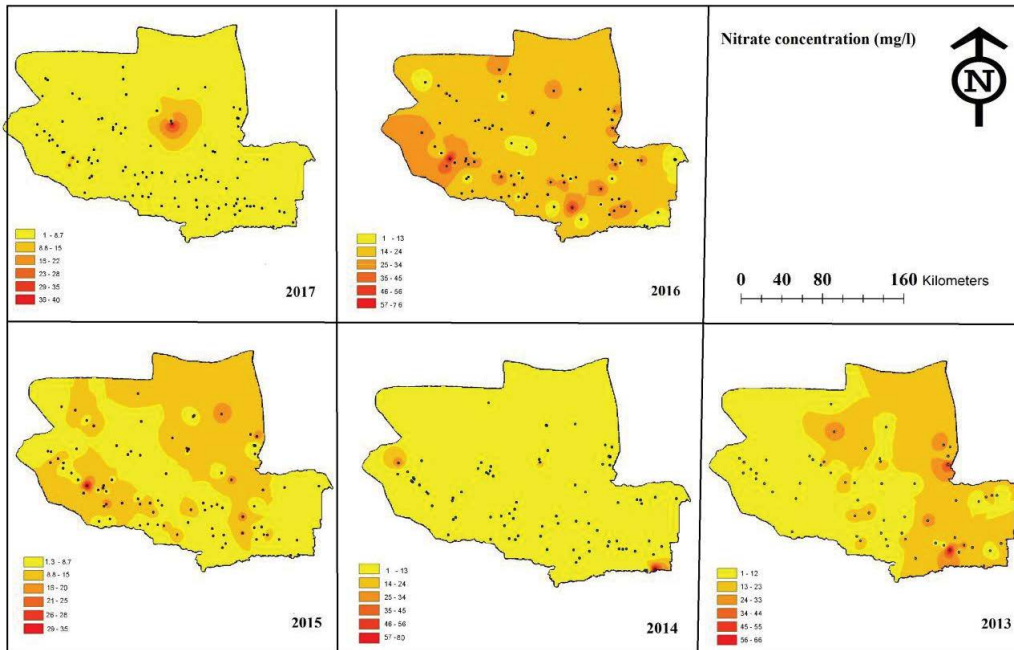 Nitrate concentration (mg/l)
N
0 40 80 160 Kilometers
1 - 8.7
8.8 - 15
16 - 22
23 - 28
29 - 35
36 - 40
2017
1 - 13
14 - 24
25 - 34
35 - 45
46 - 56
57 - 76
2016
1.3 - 8.7
8.8 - 15
16 - 20
21 - 25
26 - 28
29 - 35
2015
1 - 13
14 - 24
25 - 34
35 - 45
46 - 56
57 - 80
2014
1 - 12
13 - 23
24 - 33
34 - 44
45 - 55
56 - 66
2013